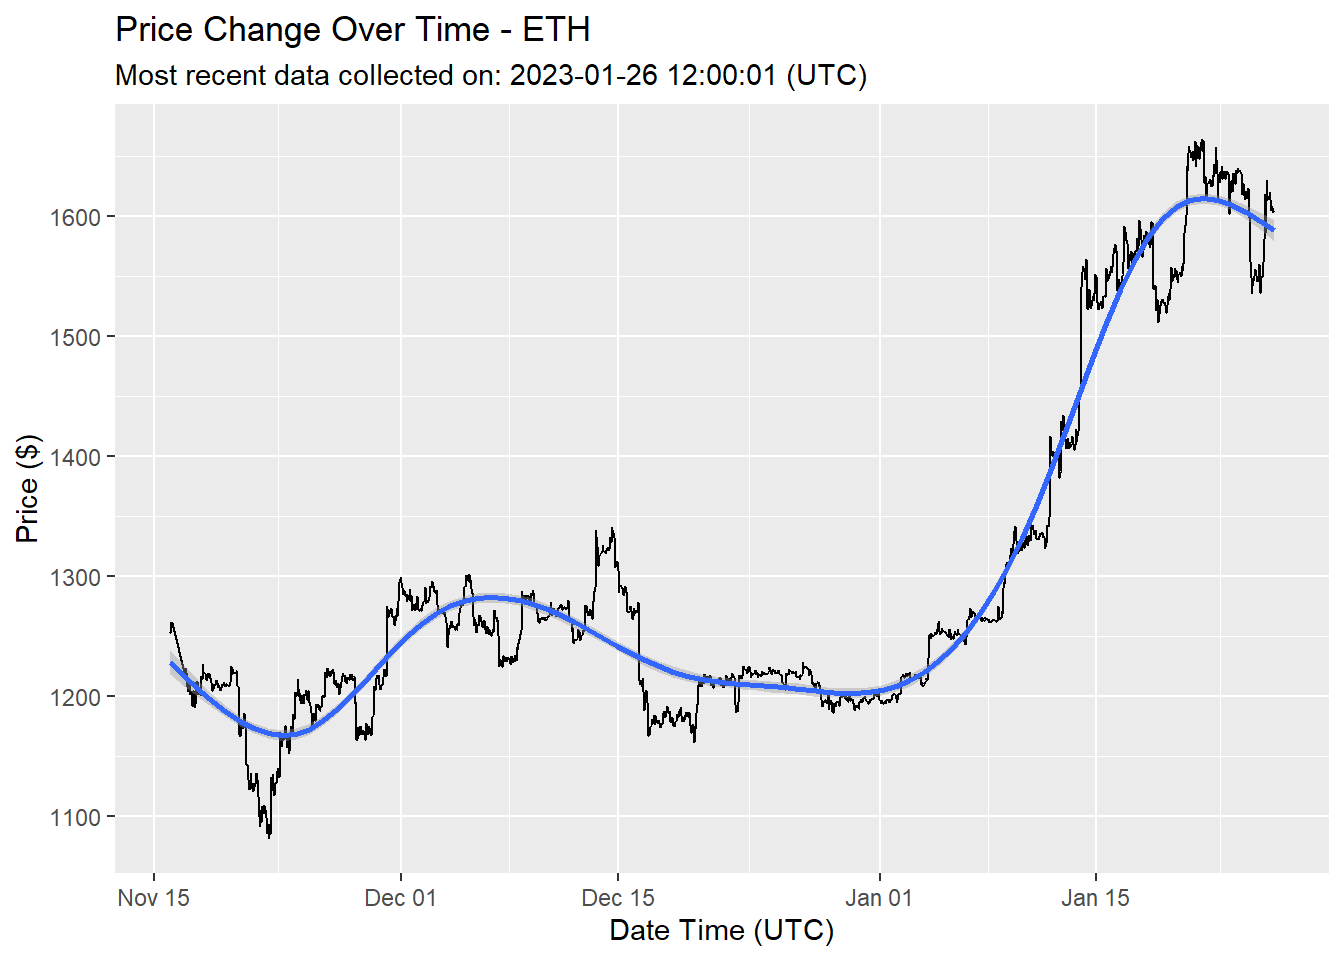 Price Change Over Time - ETH
Most recent data collected on: 2023-01-26 12:00:01 (UTC)
Price ($)
1600
1500
1400
1300
1200
1100
Nov 15 Dec 01 Dec 15 Jan 01 Jan 15
Date Time (UTC)